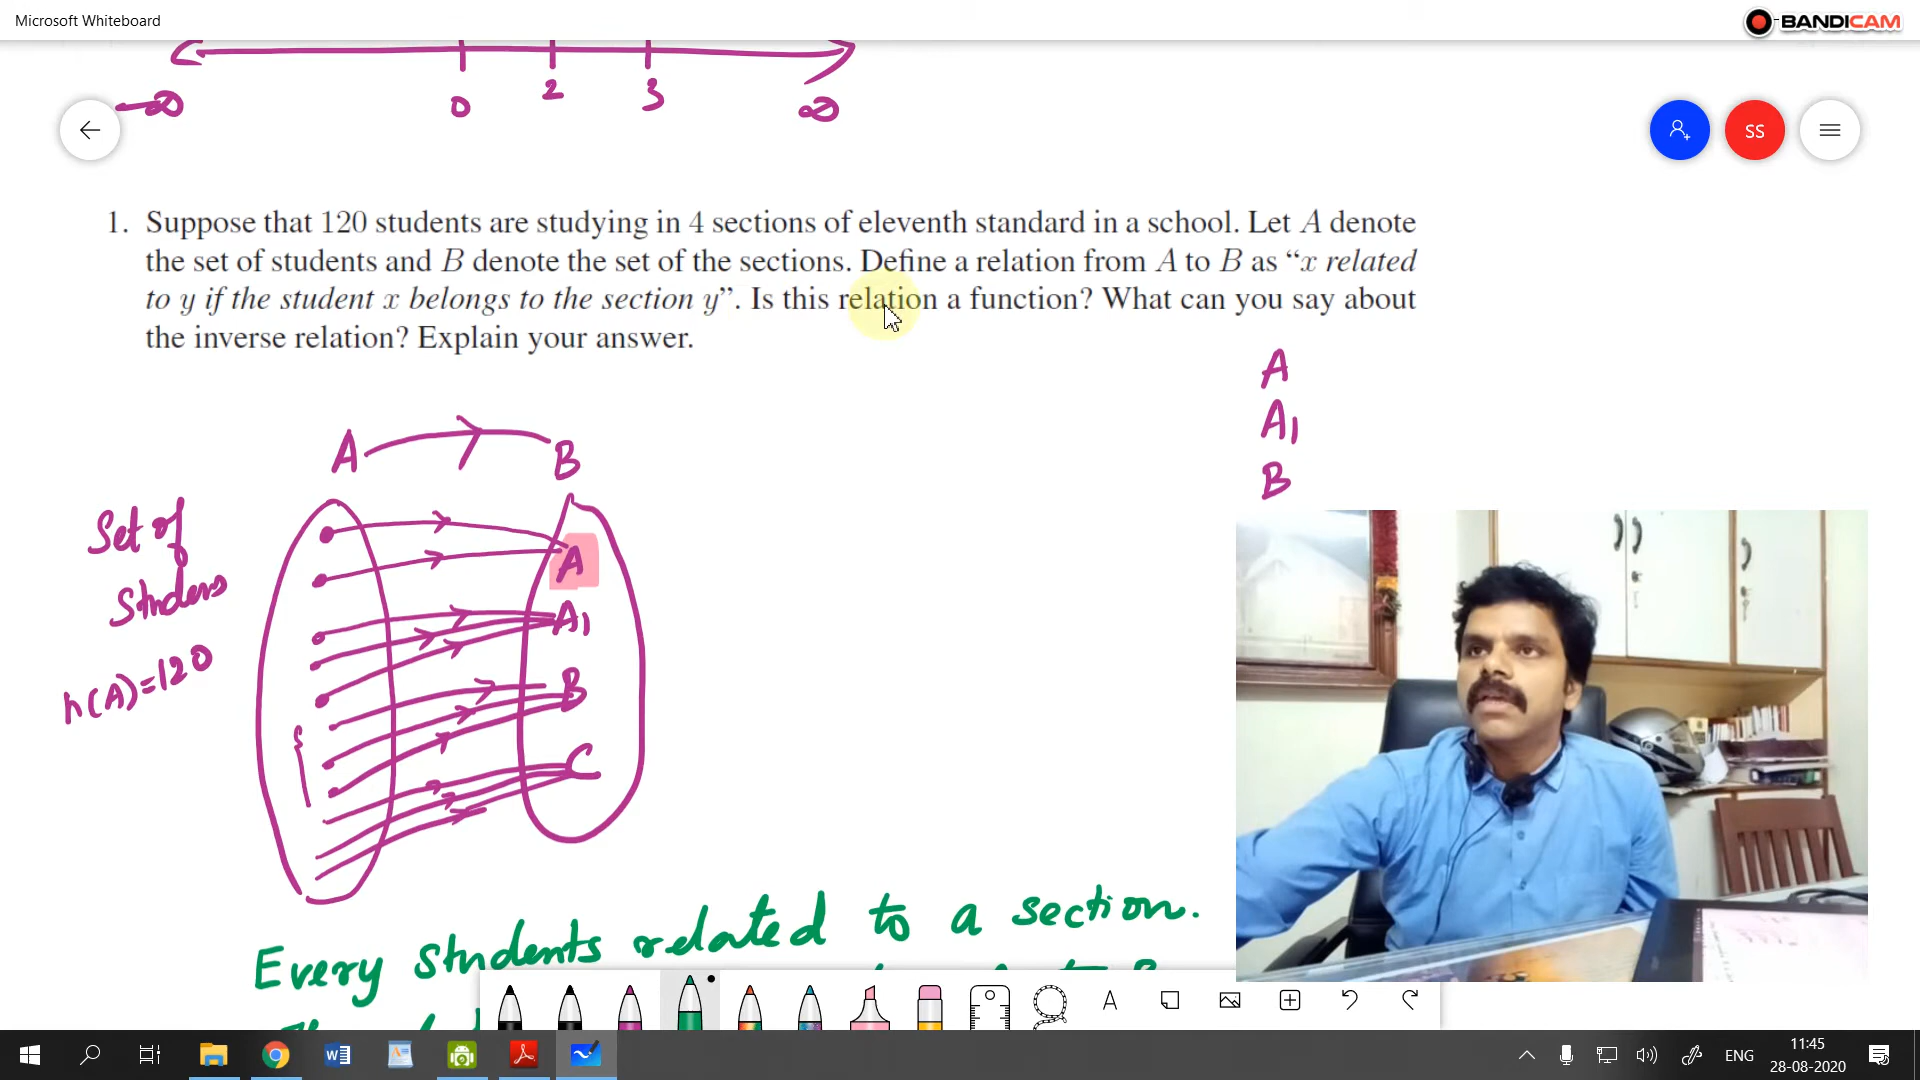 Microsoft Whiteboard
BANDICAM
-∞ 0 2 3 ∞
SS
1. Suppose that 120 students are studying in 4 sections of eleventh standard in a school. Let A denote
the set of students and B denote the set of the sections. Define a relation from A to B as “x related
to y if the student x belongs to the section y”. Is this relation a function? What can you say about
the inverse relation? Explain your answer.
A
A1
B
A B
Set of
Studens
n(A)=120
A
A1
B
C
Every students related to a section.
ENG
11:45
28-08-2020